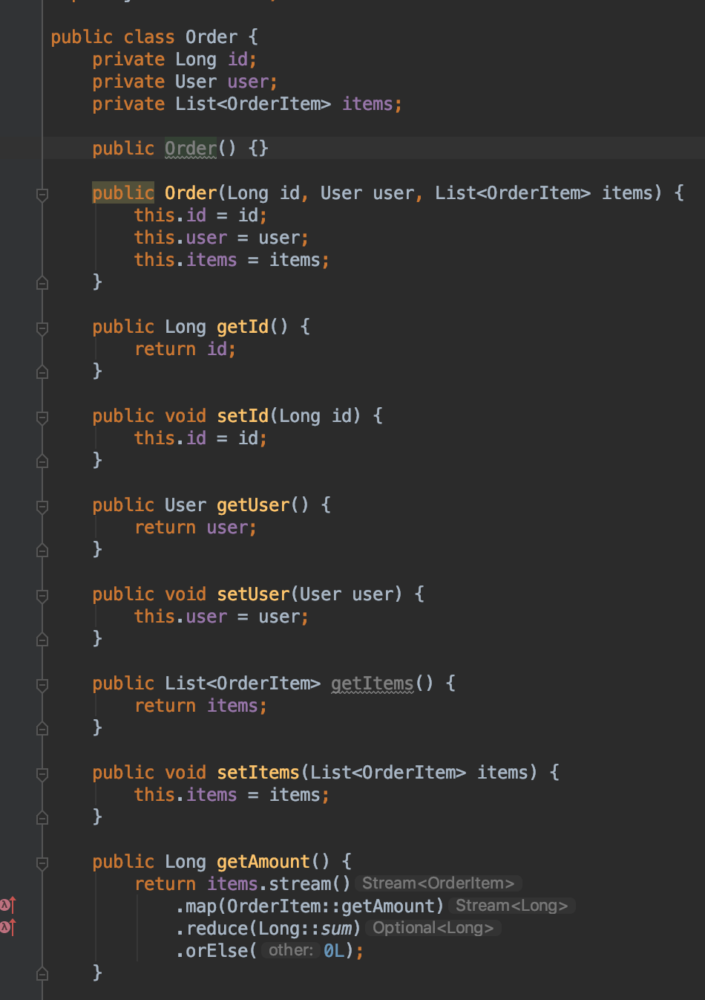 public class Order {
private Long id;
private User user;
private List<OrderItem> items;
public Order() {}
public Order(Long id, User user, List<OrderItem> items) {
this.id = id;
this.user = user;
this.items = items;
}
public Long getId() {
return id;
}
public void setId(Long id) {
this.id = id;
}
public User getUser() {
return user;
}
public void setUser(User user) {
this.user = user;
}
public List<OrderItem> getItems() {
return items;
}
public void setItems(List<OrderItem> items) {
this.items = items;
}
public Long getAmount() {
return items.stream() Stream<OrderItem>
.map(OrderItem::getAmount) Stream<Long>
.reduce(Long::sum) Optional<Long>
.orElse( other: 0L);
}